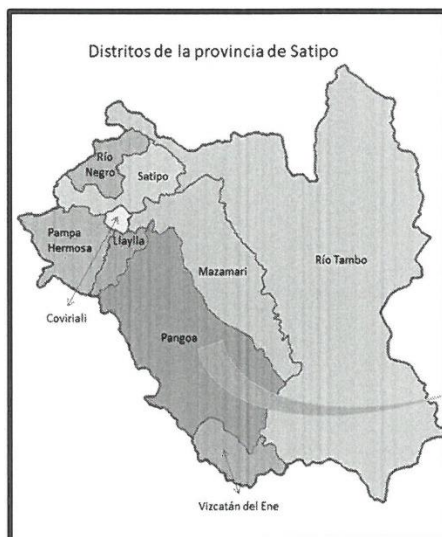 Distritos de la provincia de Satipo
Río
Negro
Satipo
Pampa
Hermosa
Llaylla
Mazamari
Río Tambo
Coviriali
Pangoa
Vizcatán del Ene